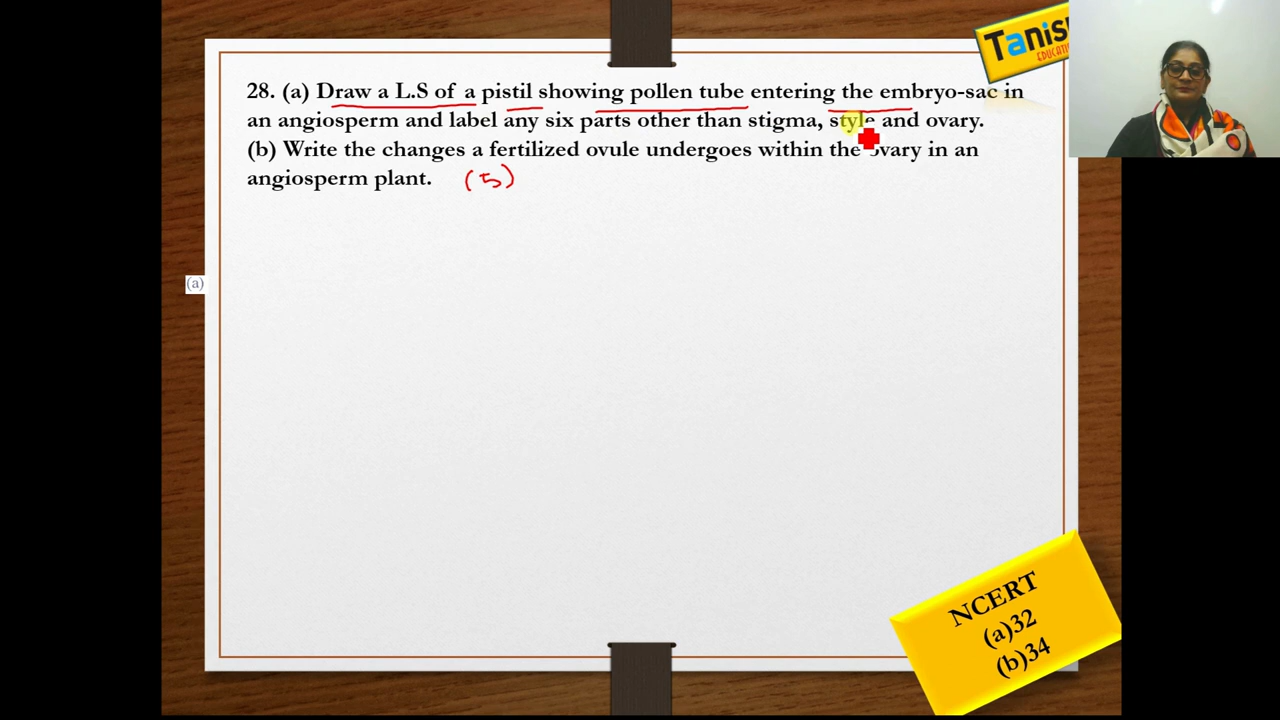 Tanis
EDUCATI
28. (a) Draw a L.S of a pistil showing pollen tube entering the embryo-sac in
an angiosperm and label any six parts other than stigma, style and ovary.
(b) Write the changes a fertilized ovule undergoes within the ovary in an
angiosperm plant. (5)
(a)
NCERT
(a)32
(b)34